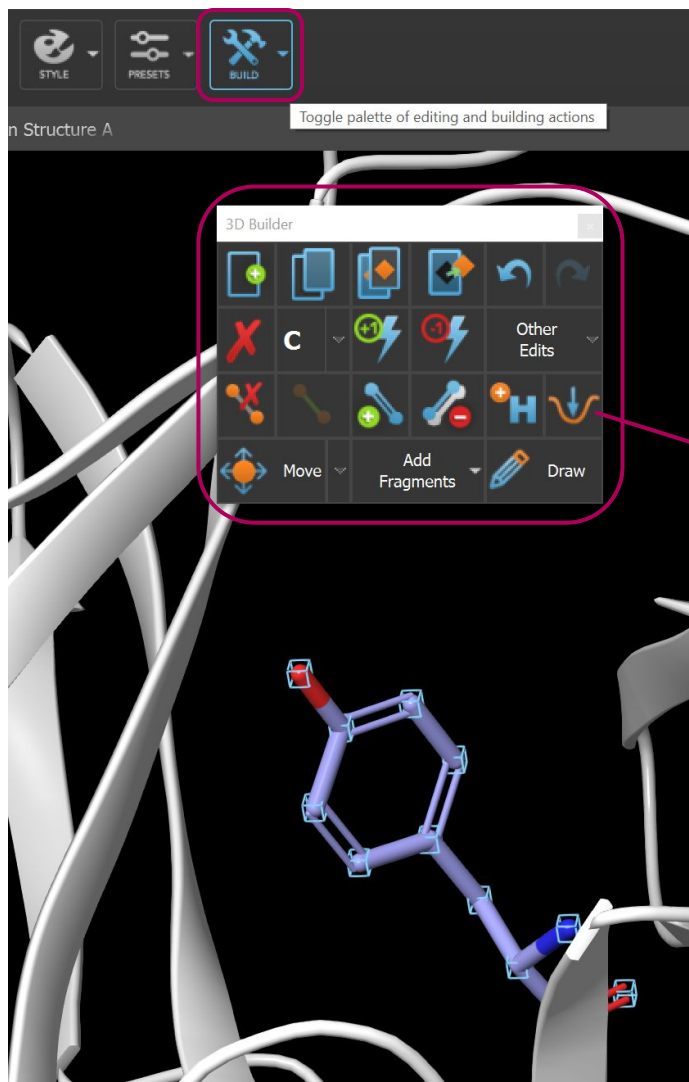 STYLE
PRESETS
BUILD
Toggle palette of editing and building actions
n Structure A
3D Builder
+1
-1
C
Other
Edits
H
Move
Add
Fragments
Draw